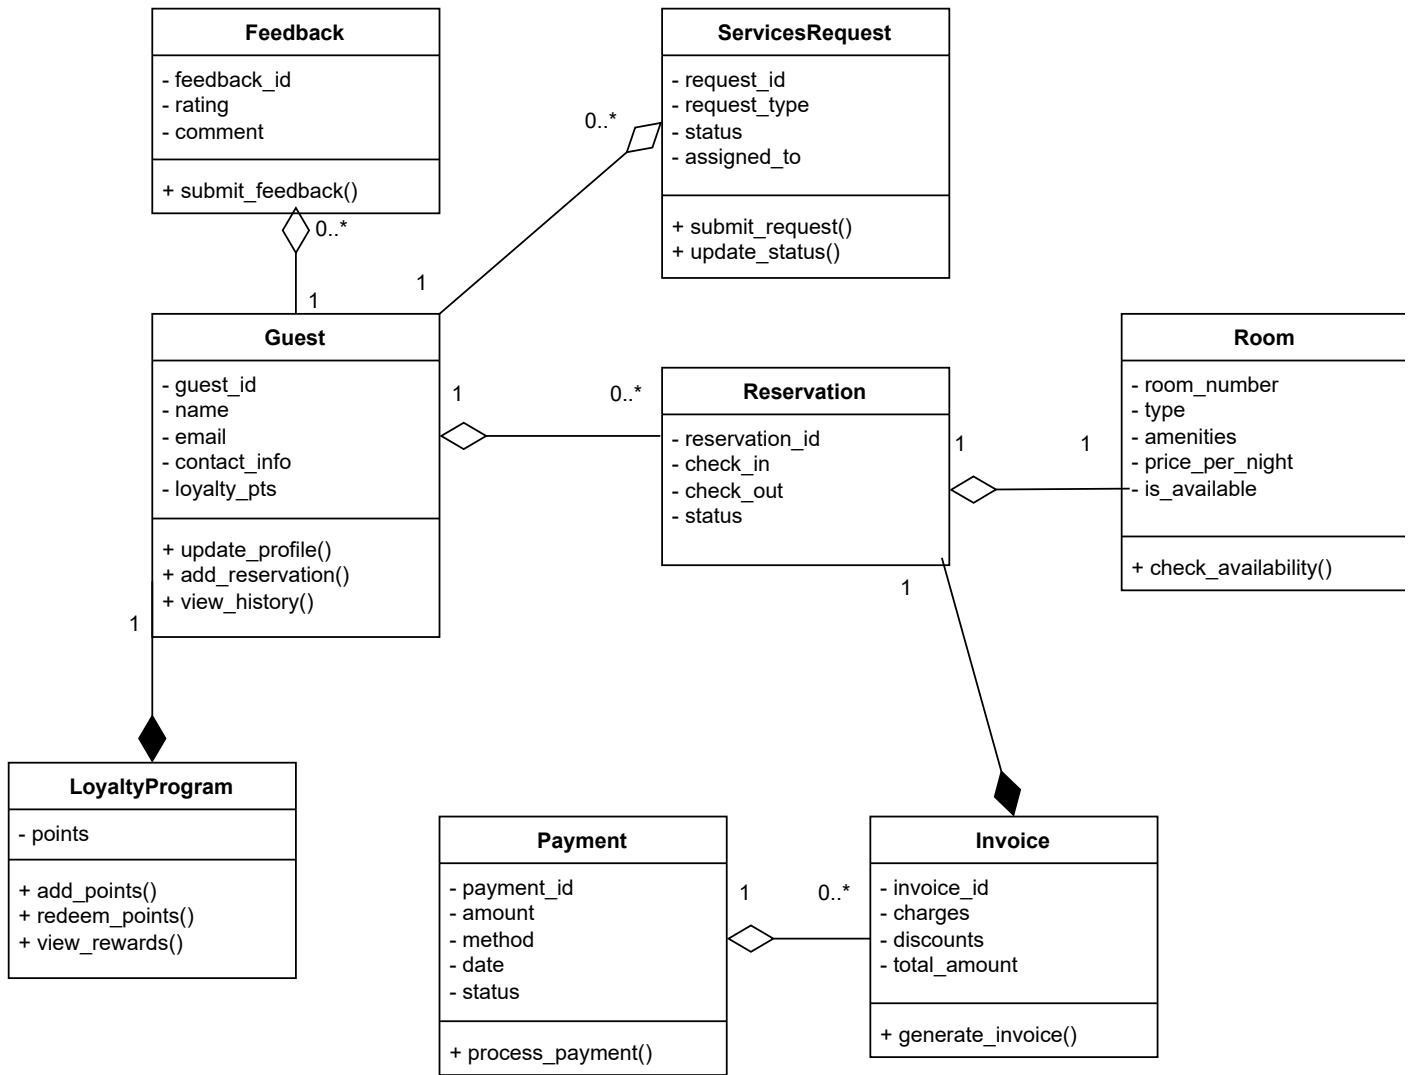 Feedback
- feedback_id
- rating
- comment
+ submit_feedback()
0..*
1
ServicesRequest
- request_id
- request_type
- status
- assigned_to
+ submit_request()
+ update_status()
0..*
1
Guest
- guest_id
- name
- email
- contact_info
- loyalty_pts
+ update_profile()
+ add_reservation()
+ view_history()
1
0..*
Reservation
- reservation_id
- check_in
- check_out
- status
1
1
Room
- room_number
- type
- amenities
- price_per_night
- is_available
+ check_availability()
1
1
LoyaltyProgram
- points
+ add_points()
+ redeem_points()
+ view_rewards()
Payment
- payment_id
- amount
- method
- date
- status
+ process_payment()
1
0..*
Invoice
- invoice_id
- charges
- discounts
- total_amount
+ generate_invoice()